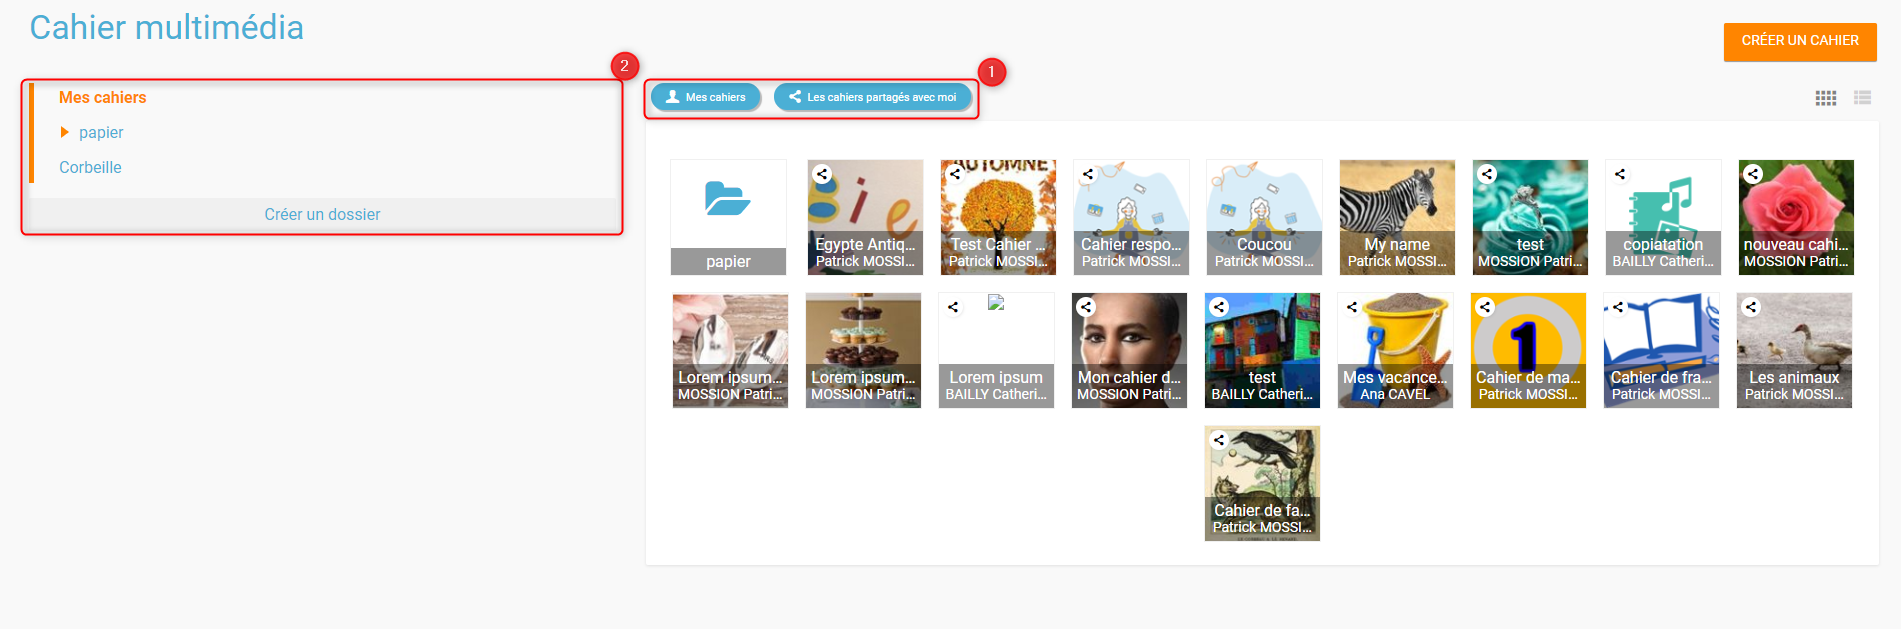 Cahier multimédia
CRÉER UN CAHIER
2
1
Mes cahiers
papier
Corbeille
Créer un dossier
Mes cahiers
Les cahiers partagés avec moi
papier
Bie
Egypte Antiq...
Patrick MOSSI...
AUTOMNE
Test Cahier ...
Patrick MOSSI...
Cahier respo...
Patrick MOSSI...
Coucou
Patrick MOSSI...
My name
Patrick MOSSI...
test
MOSSION Patri...
copiatation
BAILLY Catheri...
nouveau cahi...
MOSSION Patri...
Lorem ipsum...
MOSSION Patri...
Lorem ipsum...
MOSSION Patri...
Lorem ipsum
BAILLY Catheri...
Mon cahier d...
MOSSION Patri...
test
BAILLY Catheri...
Mes vacance...
Ana CAVEL
1
Cahier de ma...
Patrick MOSSI...
Cahier de fra...
Patrick MOSSI...
Les animaux
Patrick MOSSI...
Cahier de fa...
Patrick MOSSI...